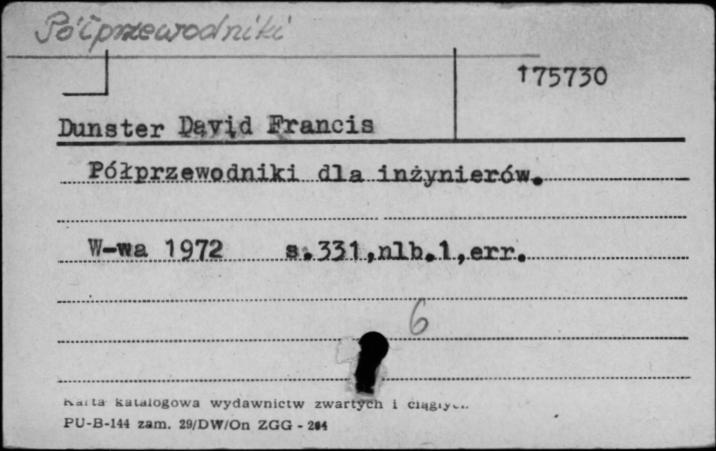 Półprzewodniki
175730
Dunster David Francis
Półprzewodniki dla inżynierów.
W-wa 1972 s.331,nlb.1,err.
6
Karta katalogowa wydawnictw zwartych i ciągłych
PU-B-144 zam. 29/DW/On ZGG - 204